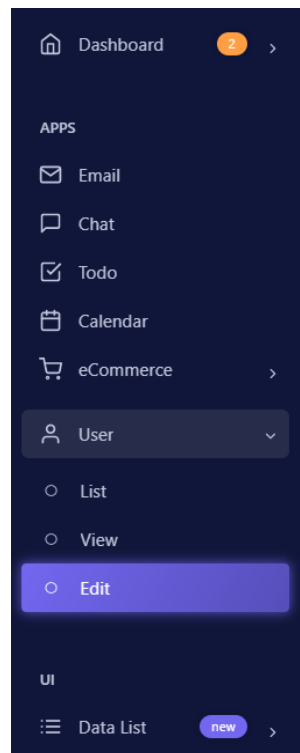 Dashboard 2
APPS
Email
Chat
Todo
Calendar
eCommerce
User
List
View
Edit
UI
Data List new